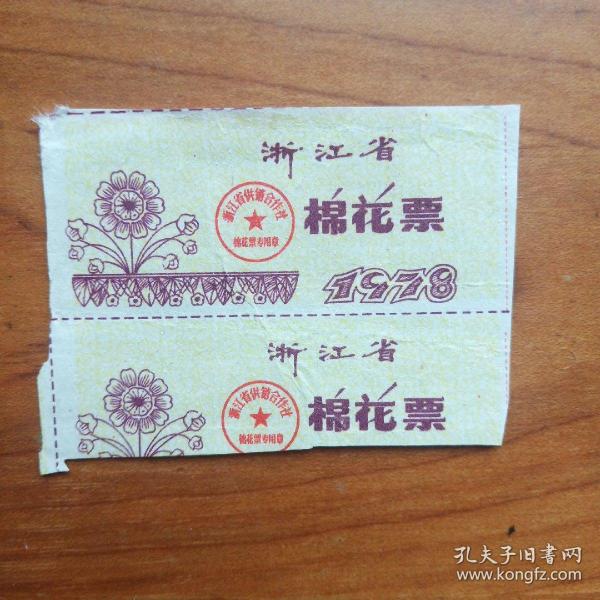 浙江省
浙江省供销合作社
棉花票专用章
棉花票
1978
浙江省
浙江省供销合作社
棉花票专用章
棉花票
孔夫子旧书网
www.kongfz.com